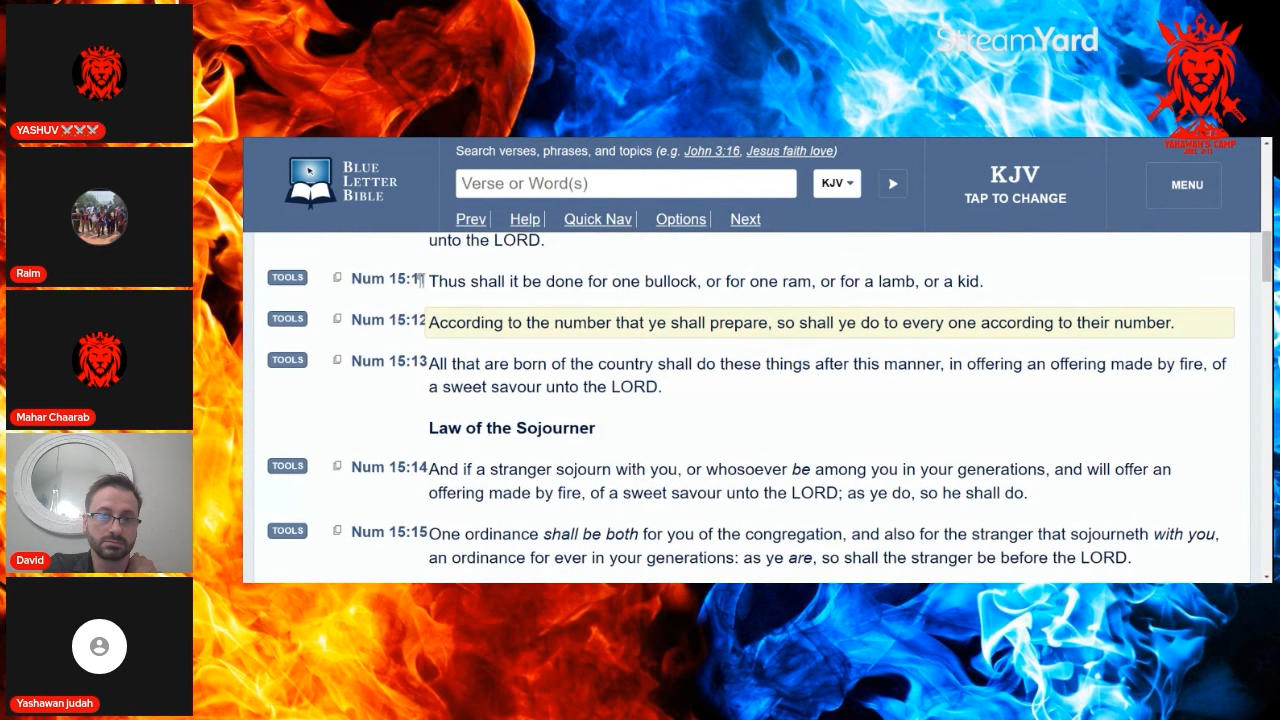 StreamYard
YAHAWAH'S CAMP
JOEL 2:11
YASHUV ⚔⚔⚔
Raim
Mahar Chaarab
David
Yashawan judah
BLUE
LETTER
BIBLE
Search verses, phrases, and topics (e.g. John 3:16, Jesus faith love)
Verse or Word(s)
KJV
Prev Help Quick Nav Options Next
KJV
TAP TO CHANGE
MENU
unto the LORD.
TOOLS Num 15:11 ¶ Thus shall it be done for one bullock, or for one ram, or for a lamb, or a kid.
TOOLS Num 15:12 According to the number that ye shall prepare, so shall ye do to every one according to their number.
TOOLS Num 15:13 All that are born of the country shall do these things after this manner, in offering an offering made by fire, of
a sweet savour unto the LORD.
Law of the Sojourner
TOOLS Num 15:14 And if a stranger sojourn with you, or whosoever be among you in your generations, and will offer an
offering made by fire, of a sweet savour unto the LORD; as ye do, so he shall do.
TOOLS Num 15:15 One ordinance shall be both for you of the congregation, and also for the stranger that sojourneth with you,
an ordinance for ever in your generations: as ye are, so shall the stranger be before the LORD.